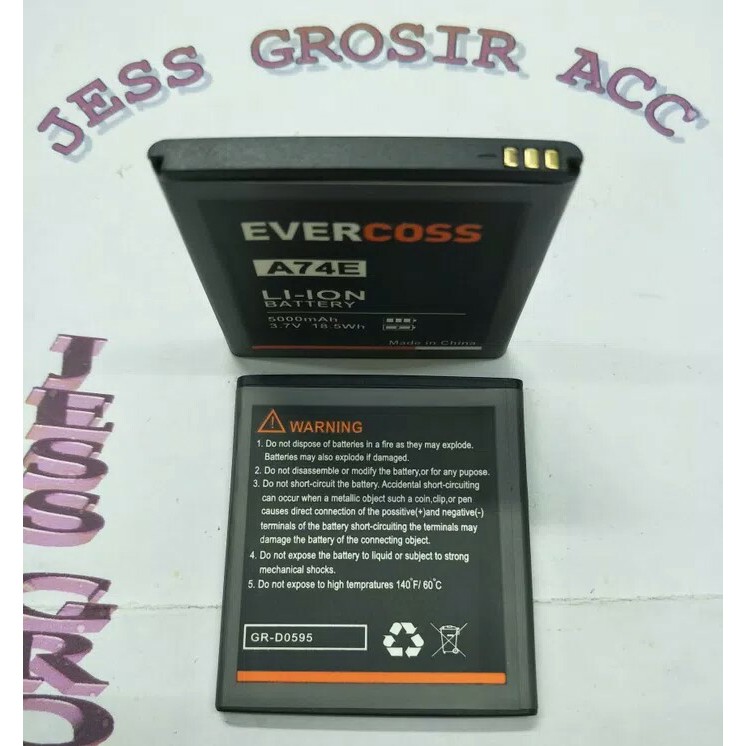 JESS GROSIR ACC
EVERCOSS
A74E
LI-ION
BATTERY
5000mAh
3.7V 18.5Wh
Made in China
JESS GRO
WARNING
1. Do not dispose of batteries in a fire as they may explode.
Batteries may also explode if damaged.
2. Do not disassemble or modify the battery,or for any pupose.
3. Do not short-circuit the battery. Accidental short-circuiting
can occur when a metallic object such a coin,clip,or pen
causes direct connection of the possitive(+)and negative(-)
terminals of the battery short-circuiting the terminals may
damage the battery of the connecting object.
4. Do not expose the battery to liquid or subject to strong
mechanical shocks.
5. Do not expose to high tempratures 140°F/ 60°C
GR-D0595